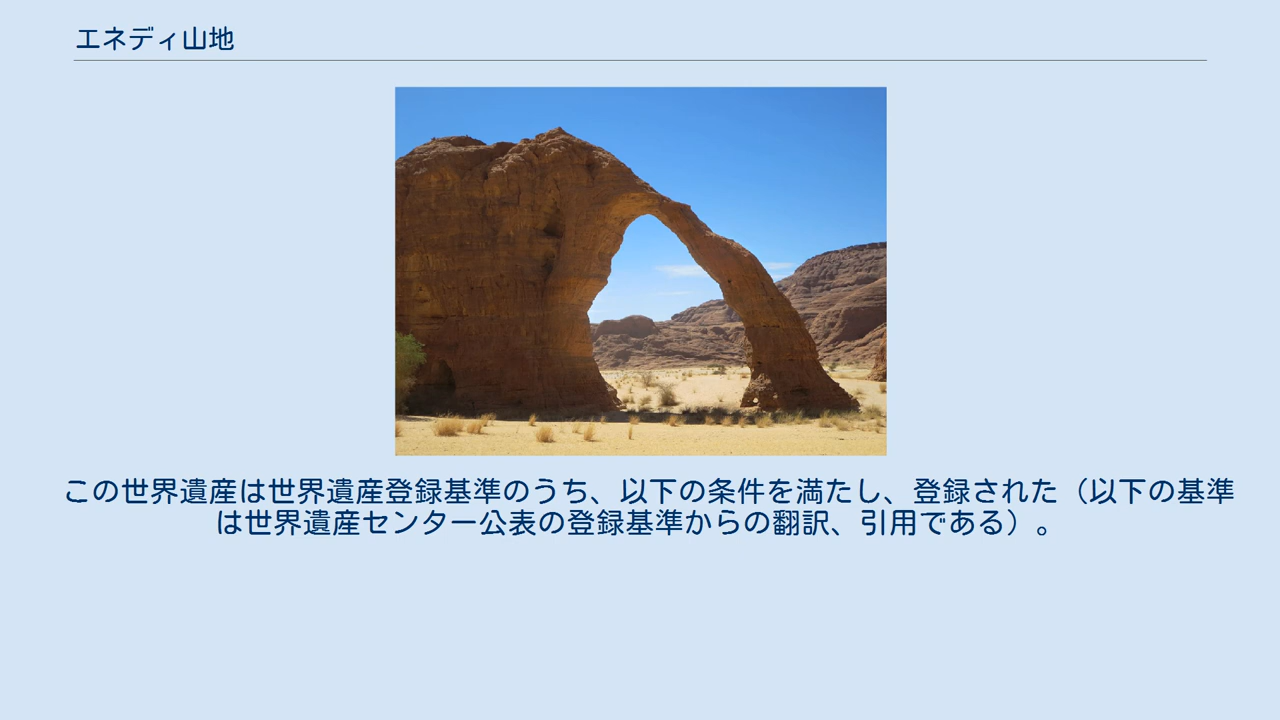 エネディ山地
この世界遺産は世界遺産登録基準のうち、以下の条件を満たし、登録された（以下の基準
は世界遺産センター公表の登録基準からの翻訳、引用である）。